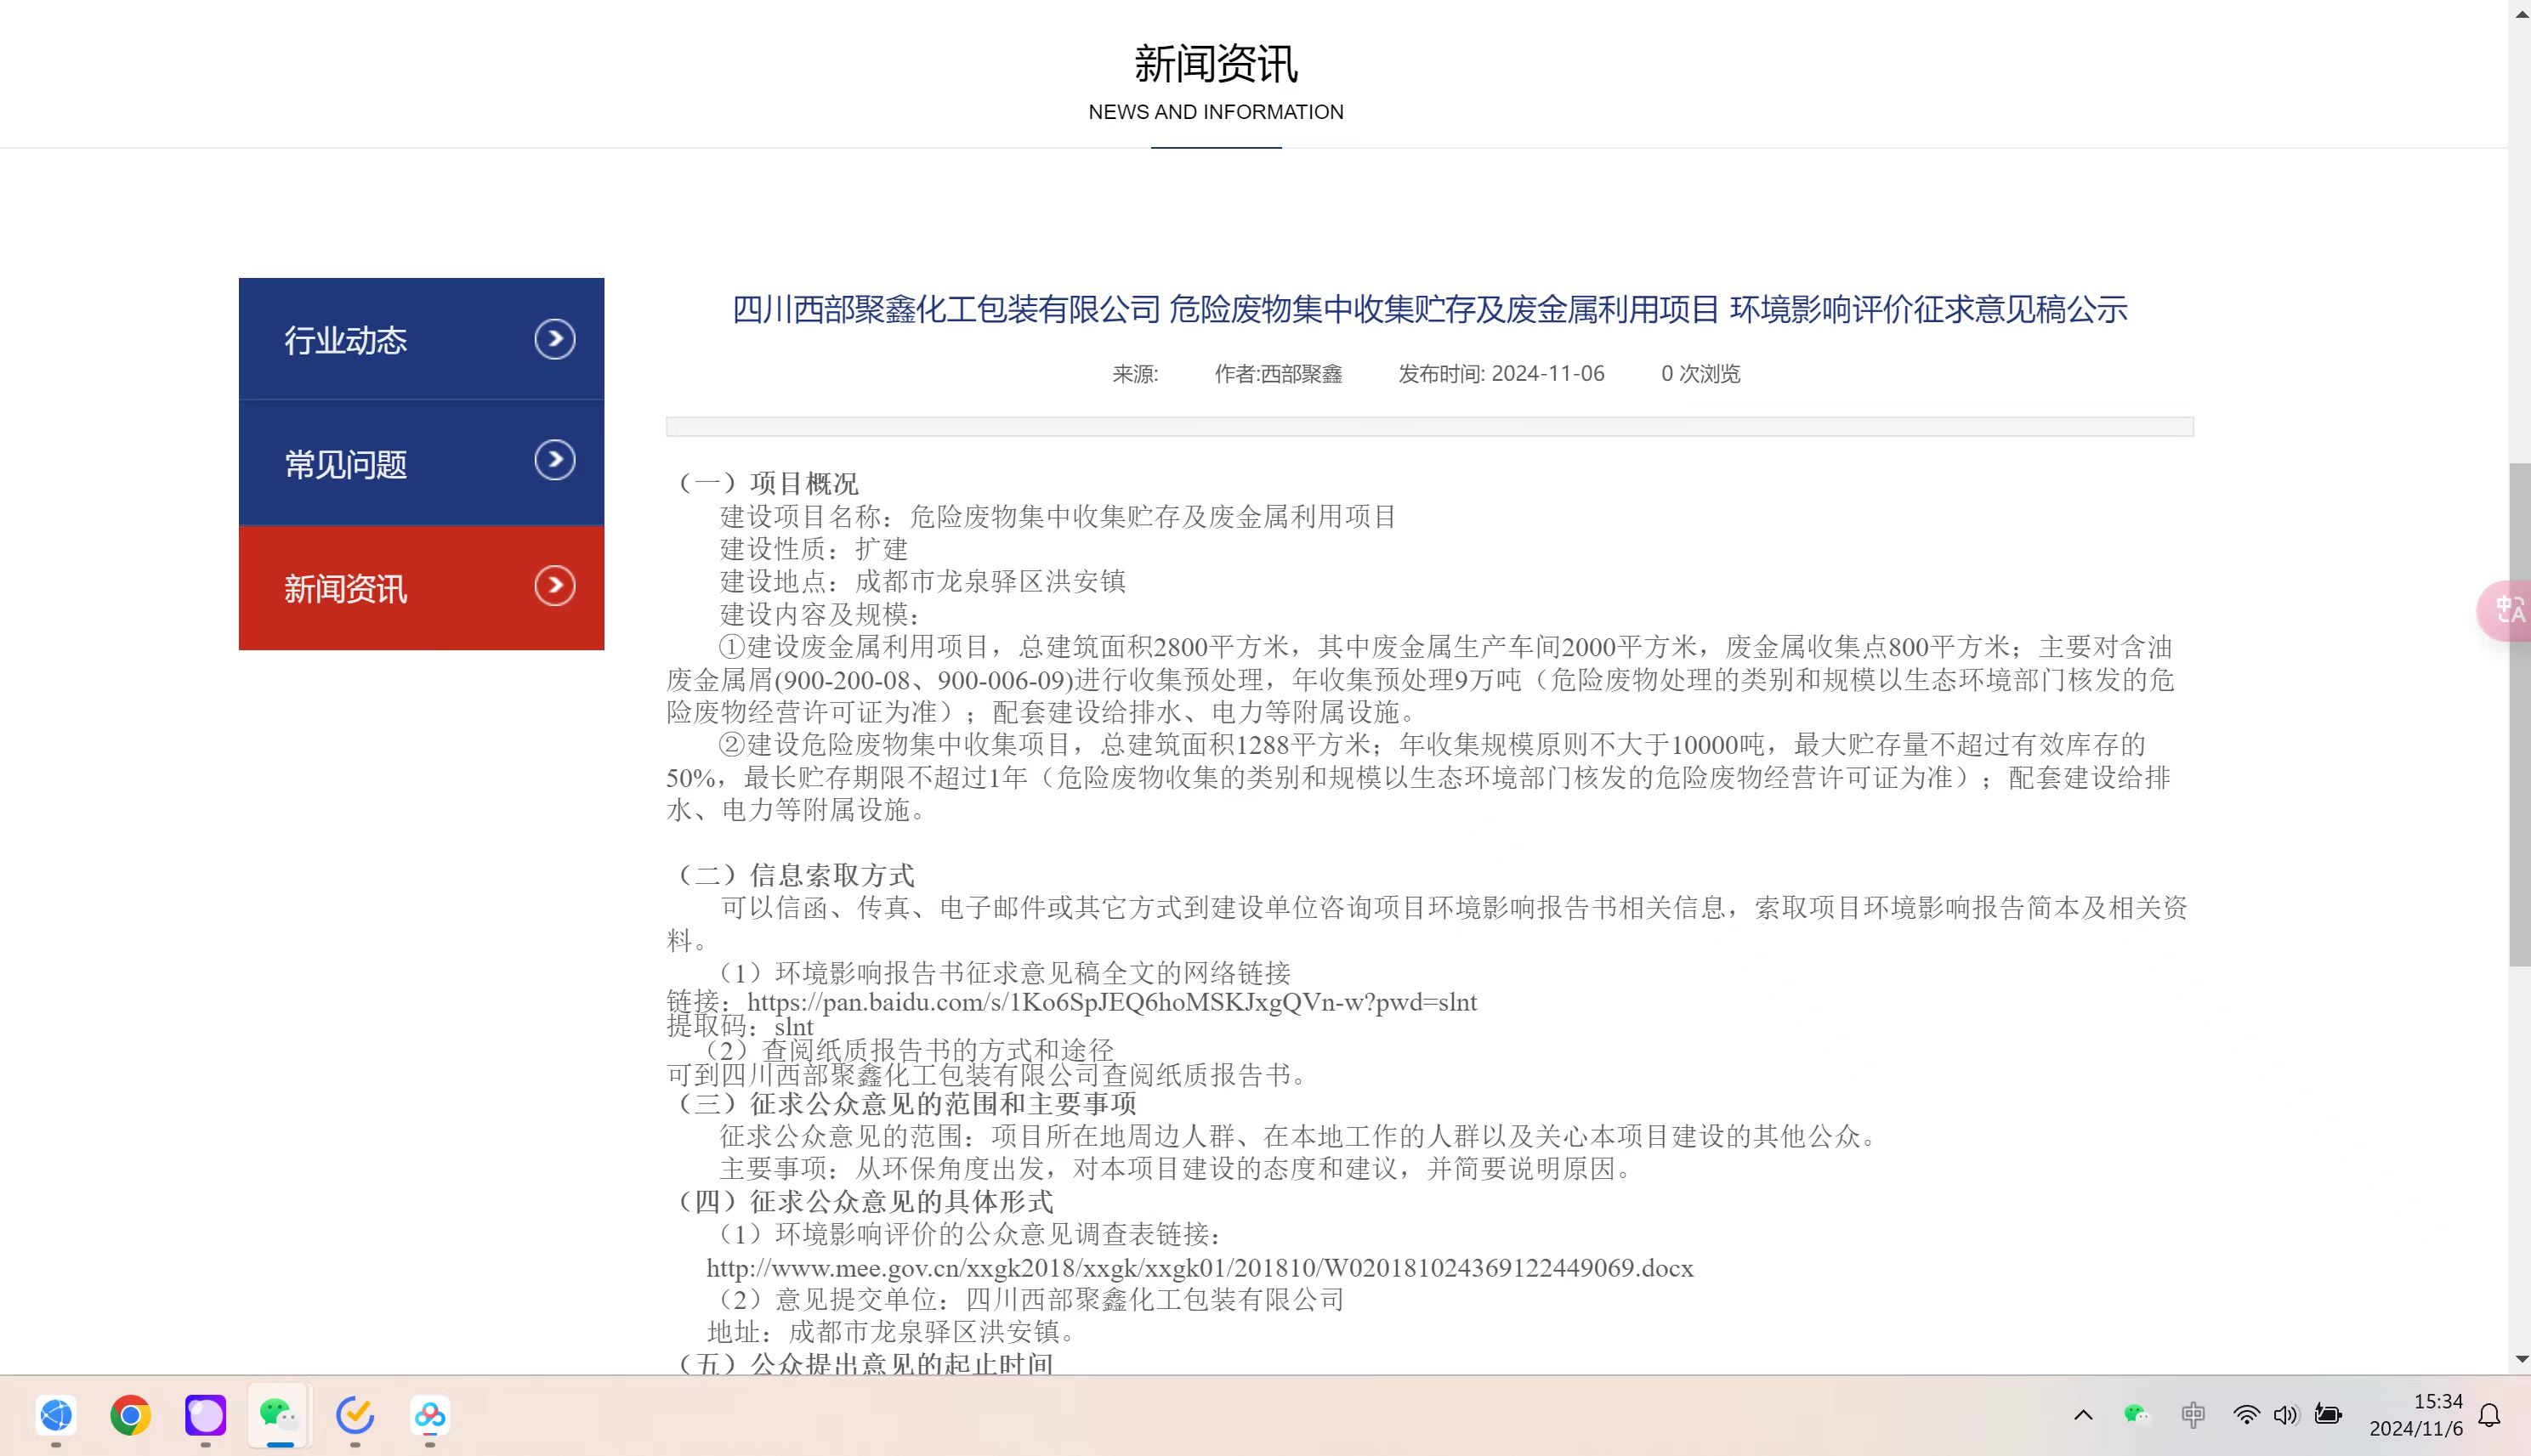 新闻资讯
NEWS AND INFORMATION
行业动态
常见问题
新闻资讯
四川西部聚鑫化工包装有限公司 危险废物集中收集贮存及废金属利用项目 环境影响评价征求意见稿公示
来源: 作者:西部聚鑫 发布时间: 2024-11-06 0 次浏览
（一）项目概况
建设项目名称：危险废物集中收集贮存及废金属利用项目
建设性质：扩建
建设地点：成都市龙泉驿区洪安镇
建设内容及规模：
①建设废金属利用项目，总建筑面积2800平方米，其中废金属生产车间2000平方米，废金属收集点800平方米；主要对含油
废金属屑(900-200-08、900-006-09)进行收集预处理，年收集预处理9万吨（危险废物处理的类别和规模以生态环境部门核发的危
险废物经营许可证为准）；配套建设给排水、电力等附属设施。
②建设危险废物集中收集项目，总建筑面积1288平方米；年收集规模原则不大于10000吨，最大贮存量不超过有效库存的
50%，最长贮存期限不超过1年（危险废物收集的类别和规模以生态环境部门核发的危险废物经营许可证为准）；配套建设给排
水、电力等附属设施。
（二）信息索取方式
可以信函、传真、电子邮件或其它方式到建设单位咨询项目环境影响报告书相关信息，索取项目环境影响报告简本及相关资
料。
（1）环境影响报告书征求意见稿全文的网络链接
链接：https://pan.baidu.com/s/1Ko6SpJEQ6hoMSKJxgQVn-w?pwd=slnt
提取码：slnt
（2）查阅纸质报告书的方式和途径
可到四川西部聚鑫化工包装有限公司查阅纸质报告书。
（三）征求公众意见的范围和主要事项
征求公众意见的范围：项目所在地周边人群、在本地工作的人群以及关心本项目建设的其他公众。
主要事项：从环保角度出发，对本项目建设的态度和建议，并简要说明原因。
（四）征求公众意见的具体形式
（1）环境影响评价的公众意见调查表链接：
http://www.mee.gov.cn/xxgk2018/xxgk/xxgk01/201810/W020181024369122449069.docx
（2）意见提交单位：四川西部聚鑫化工包装有限公司
地址：成都市龙泉驿区洪安镇。
（五）公众提出意见的起止时间
中A
中
15:34
2024/11/6